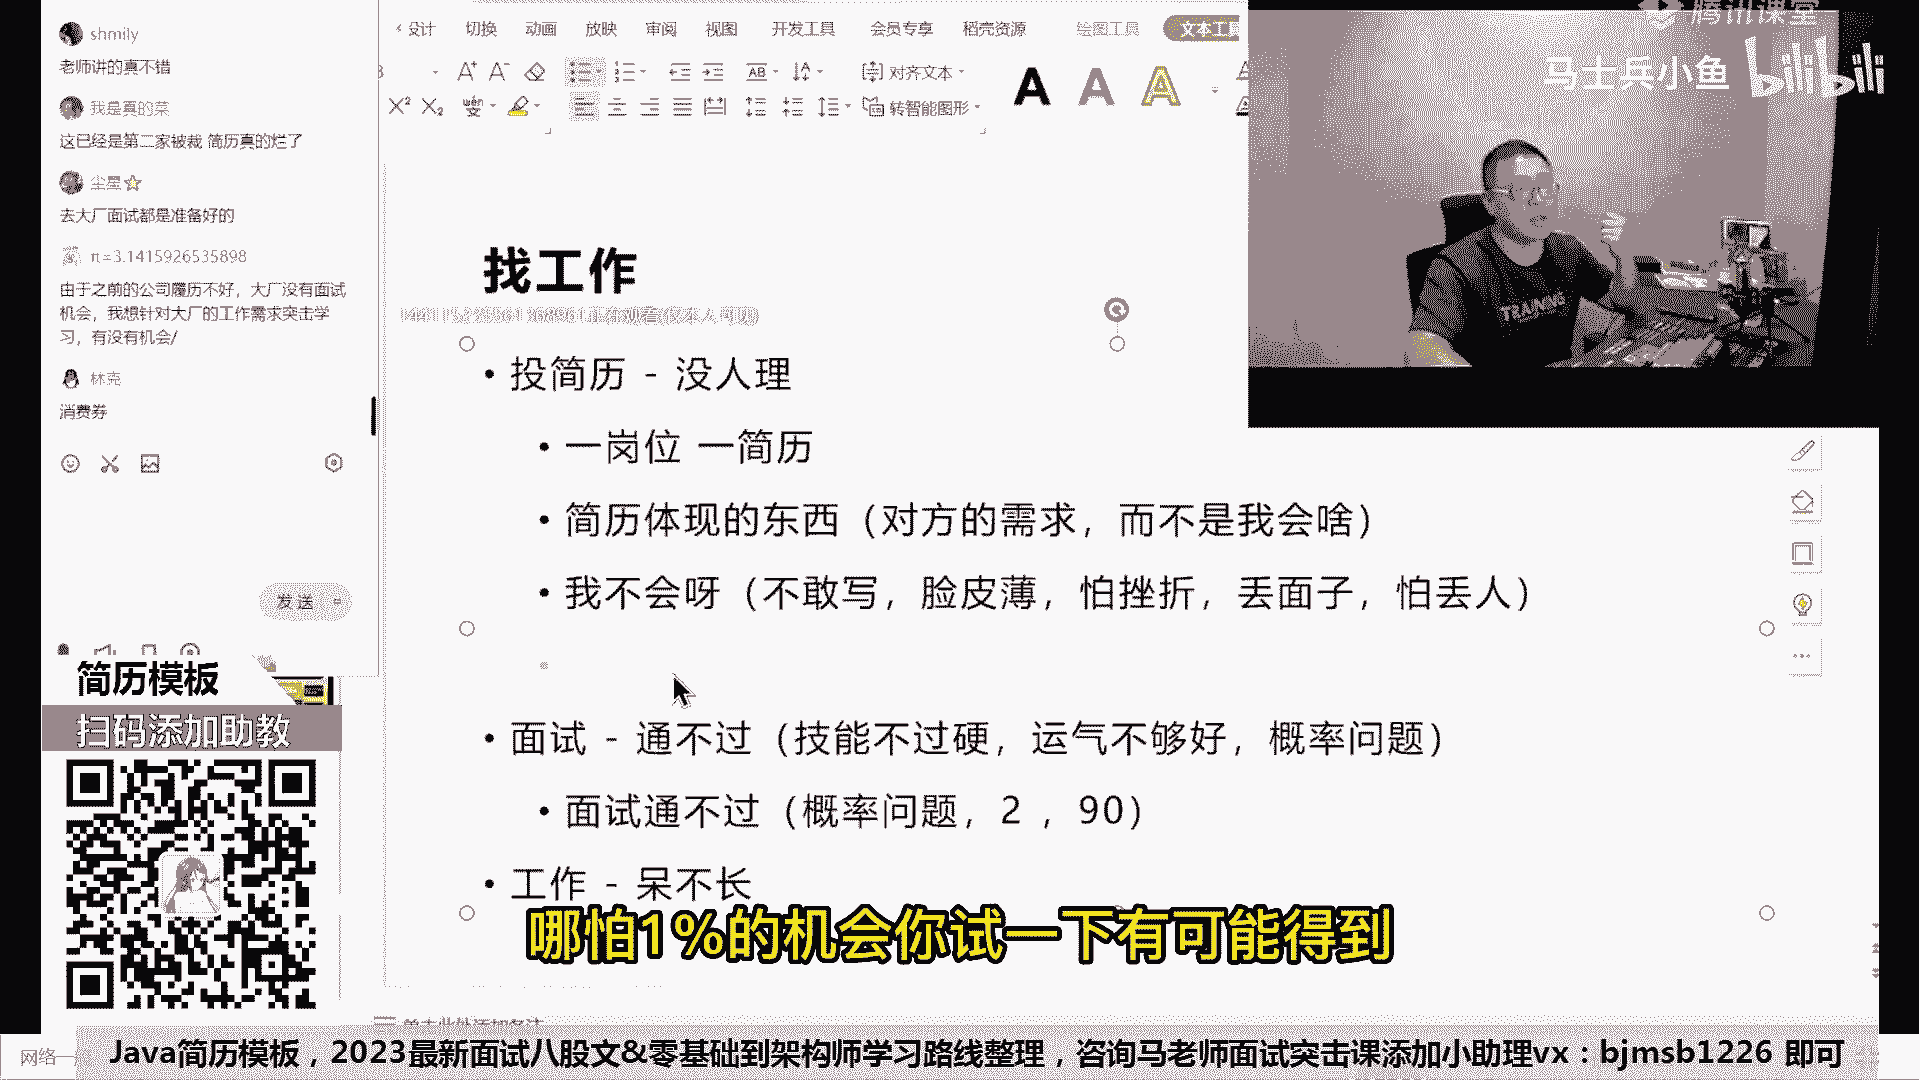 shmily
老师讲的真不错
我是真的菜
这已经是第二家被裁 简历真的烂了
尘星☆
去大厂面试都是准备好的
π=3.1415926535898
由于之前的公司履历不好，大厂没有面试
机会，我想针对大厂的工作需求突击学
习，有没有机会/
林克
消费券
发送
简历模板
扫码添加助教
设计 切换 动画 放映 审阅 视图 开发工具 会员专享 稻壳资源 绘图工具 文本工具
对齐文本
转智能图形
找工作
• 投简历 - 没人理
• 一岗位 一简历
• 简历体现的东西（对方的需求，而不是我会啥）
• 我不会呀（不敢写，脸皮薄，怕挫折，丢面子，怕丢人）
• 面试 - 通不过（技能不过硬，运气不够好，概率问题）
• 面试通不过（概率问题，2 ，90）
• 工作 - 呆不长
哪怕1%的机会你试一下有可能得到
腾讯课堂
马士兵小鱼 bilibili
单击此处添加备注
网络一
Java简历模板，2023最新面试八股文&零基础到架构师学习路线整理，咨询马老师面试突击课添加小助理vx：bjmsb1226 即可